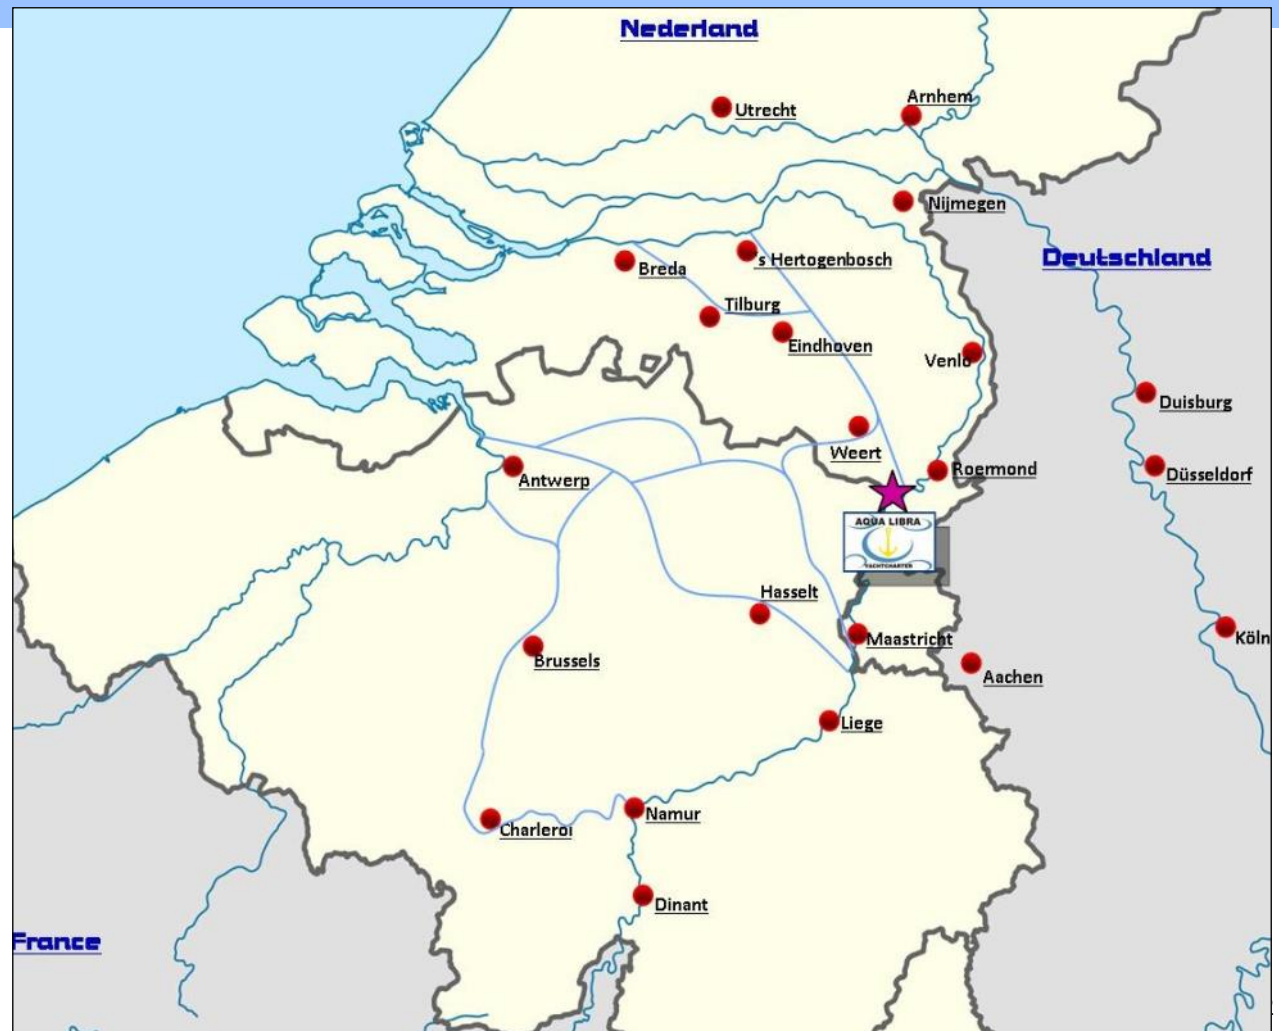 Nederland
Utrecht
Arnhem
Nijmegen
Deutschland
Breda
s Hertogenbosch
Tilburg
Eindhoven
Venlo
Duisburg
Weert
Roermond
Düsseldorf
Antwerp
AQUA LIBRA
YACHTCHARTER
Hasselt
Maastricht
Köln
Brussels
Aachen
Liege
Namur
Charleroi
Dinant
France